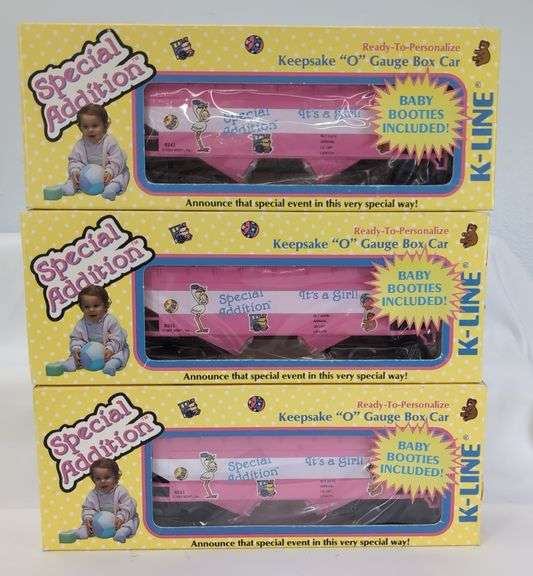 Special Addition™
Ready-To-Personalize
Keepsake "O" Gauge Box Car
BABY
BOOTIES
INCLUDED!
K-LINE®
Special
Addition
It's a Girl!
Announce that special event in this very special way!
Special Addition™
Ready-To-Personalize
Keepsake "O" Gauge Box Car
BABY
BOOTIES
INCLUDED!
K-LINE®
Special
Addition
It's a Girl!
Announce that special event in this very special way!
Special Addition™
Ready-To-Personalize
Keepsake "O" Gauge Box Car
BABY
BOOTIES
INCLUDED!
K-LINE®
Special
Addition
It's a Girl!
Announce that special event in this very special way!